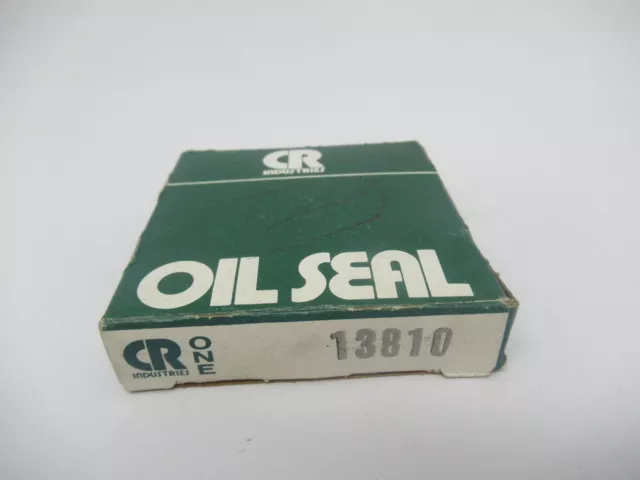 CR
INDUSTRIES
OIL SEAL
CR
INDUSTRIES
ONE
13810